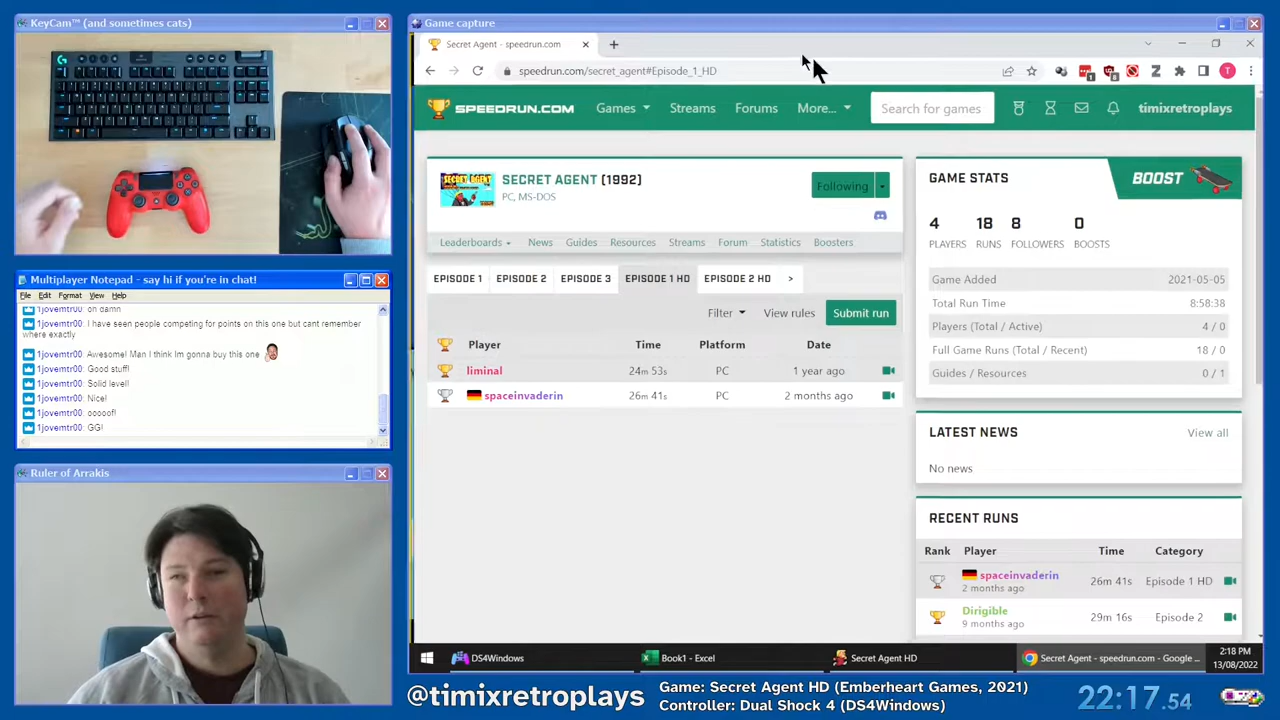 KeyCam™ (and sometimes cats)
Multiplayer Notepad - say hi if you're in chat!
File Edit Format View Help
1jovemtr00: oh damn
1jovemtr00: I have seen people competing for points on this one but cant remember
where exactly
1jovemtr00: Awesome! Man I think Im gonna buy this one
1jovemtr00: Good stuff!
1jovemtr00: Solid level!
1jovemtr00: Nice!
1jovemtr00: ooooof!
1jovemtr00: GG!
Ruler of Arrakis
Game capture
Secret Agent - speedrun.com
speedrun.com/secret_agent#Episode_1_HD
T
SPEEDRUN.COM Games Streams Forums More... Search for games timixretroplays
SECRET AGENT (1992) Following
PC, MS-DOS
Leaderboards News Guides Resources Streams Forum Statistics Boosters
EPISODE 1 EPISODE 2 EPISODE 3 EPISODE 1 HD EPISODE 2 HD >
Filter View rules Submit run
Player Time Platform Date
liminal 24m 53s PC 1 year ago
spaceinvaderin 26m 41s PC 2 months ago
GAME STATS BOOST
4 18 8 0
PLAYERS RUNS FOLLOWERS BOOSTS
Game Added 2021-05-05
Total Run Time 8:58:38
Players (Total / Active) 4 / 0
Full Game Runs (Total / Recent) 18 / 0
Guides / Resources 0 / 1
LATEST NEWS View all
No news
RECENT RUNS
Rank Player Time Category
spaceinvaderin 26m 41s Episode 1 HD
2 months ago
Dirigible 29m 16s Episode 2
9 months ago
DS4Windows Book1 - Excel Secret Agent HD Secret Agent - speedrun.com - Google ...
2:18 PM
13/08/2022
@timixretroplays
Game: Secret Agent HD (Emberheart Games, 2021)
Controller: Dual Shock 4 (DS4Windows)
22:17.54